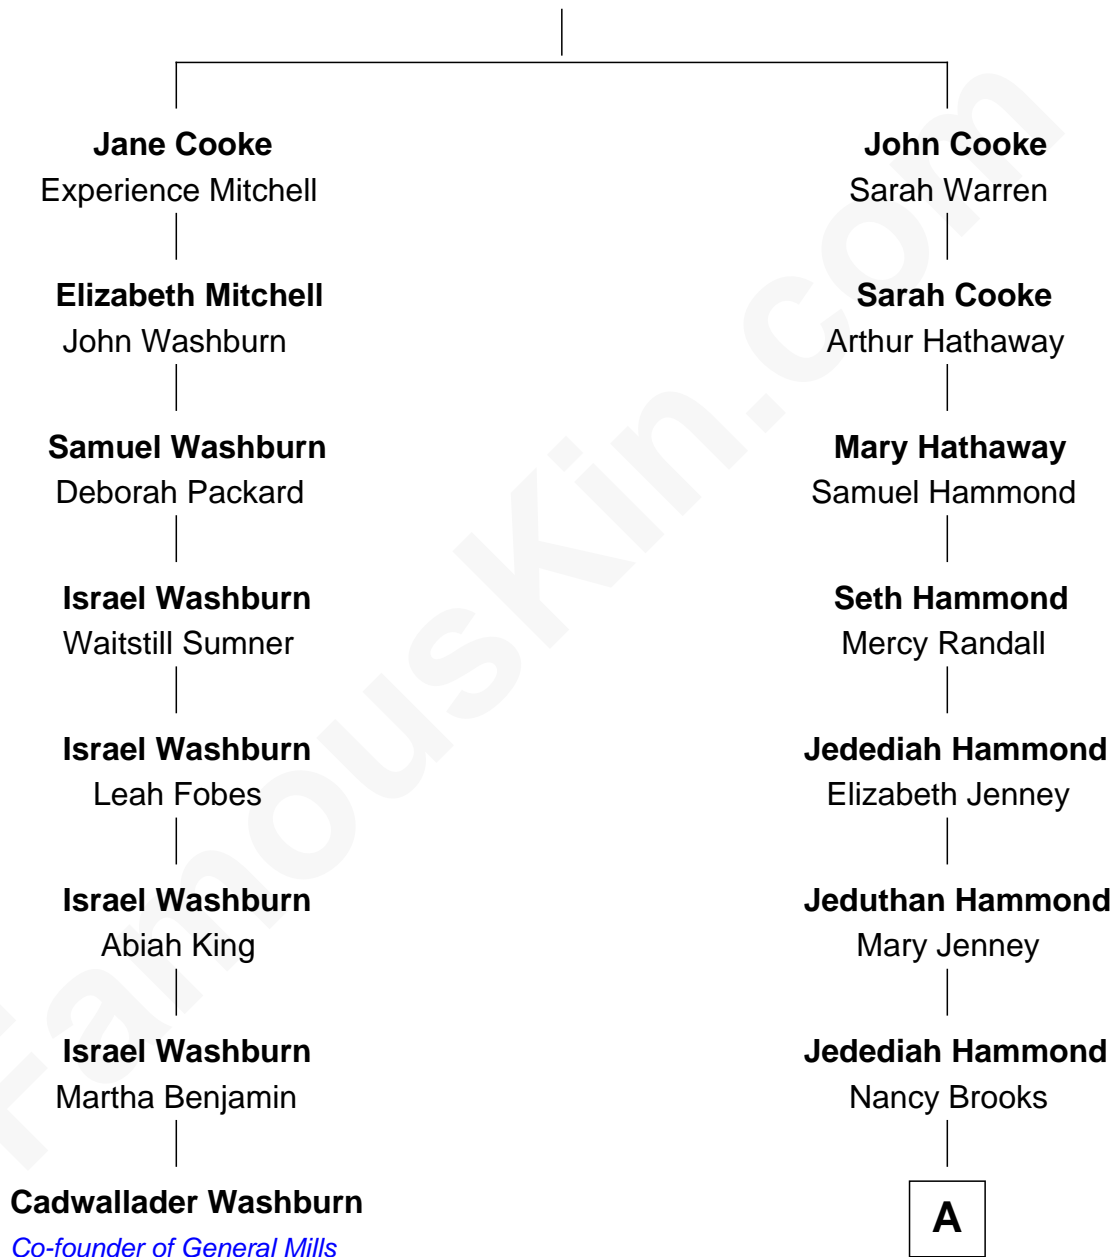 Jane Cooke
Experience Mitchell
Elizabeth Mitchell
John Washburn
Samuel Washburn
Deborah Packard
Israel Washburn
Waitstill Sumner
Israel Washburn
Leah Fobes
Israel Washburn
Abiah King
Israel Washburn
Martha Benjamin
Cadwallader Washburn
Co-founder of General Mills
John Cooke
Sarah Warren
Sarah Cooke
Arthur Hathaway
Mary Hathaway
Samuel Hammond
Seth Hammond
Mercy Randall
Jedediah Hammond
Elizabeth Jenney
Jeduthan Hammond
Mary Jenney
Jedediah Hammond
Nancy Brooks
A
FamousKin.com